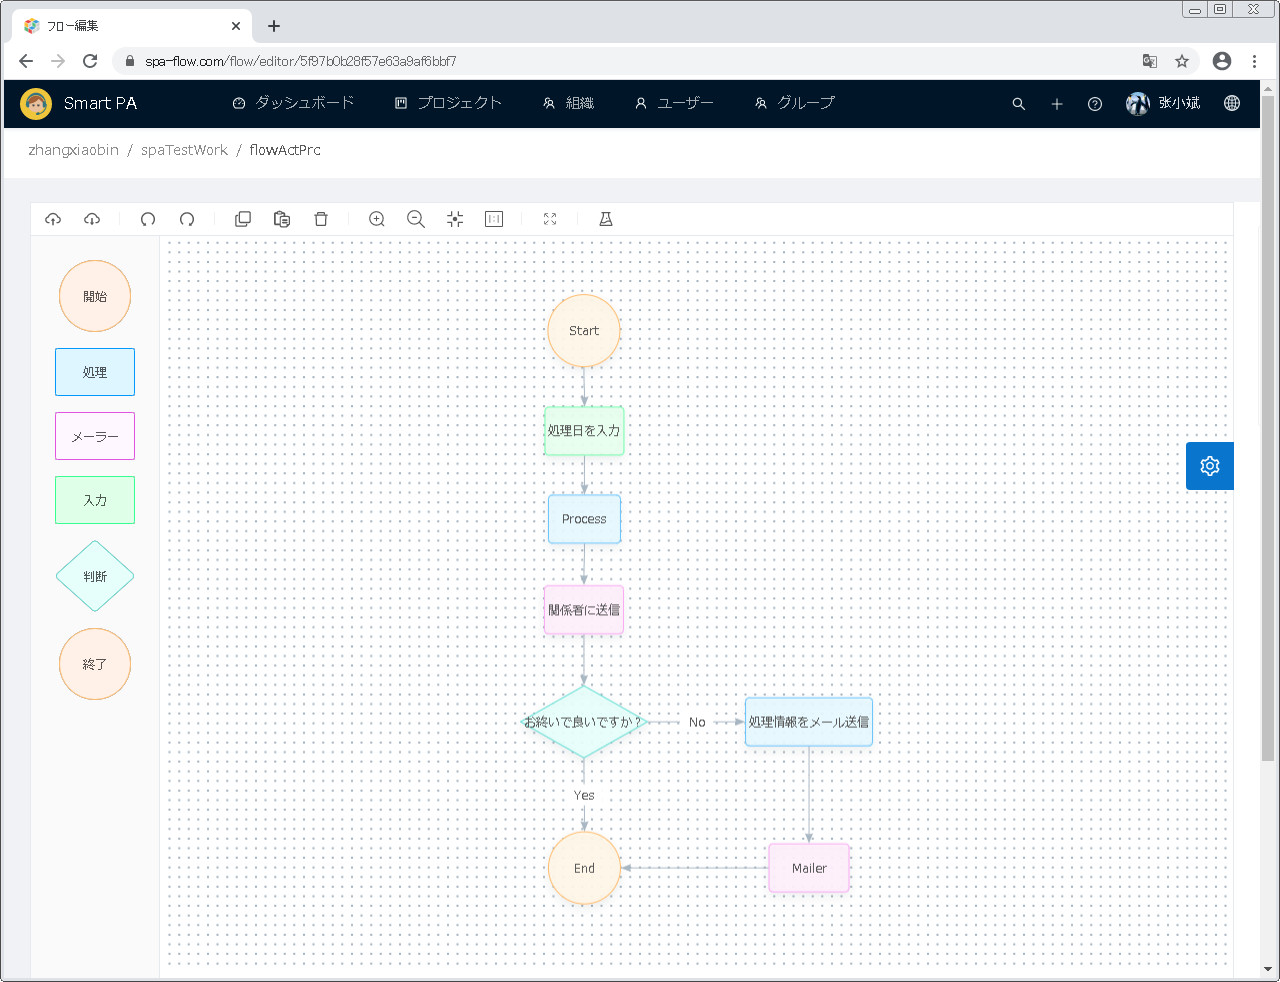 フロー編集
spa-flow.com/flow/editor/5f97b0b28f57e63a9af6bbf7
Smart PA
ダッシュボード
プロジェクト
組織
ユーザー
グループ
张小斌
zhangxiaobin / spaTestWork / flowActPrc
開始
処理
メーラー
入力
判断
終了
Start
処理日を入力
Process
関係者に送信
お終いで良いですか？
No
処理情報をメール送信
Yes
End
Mailer